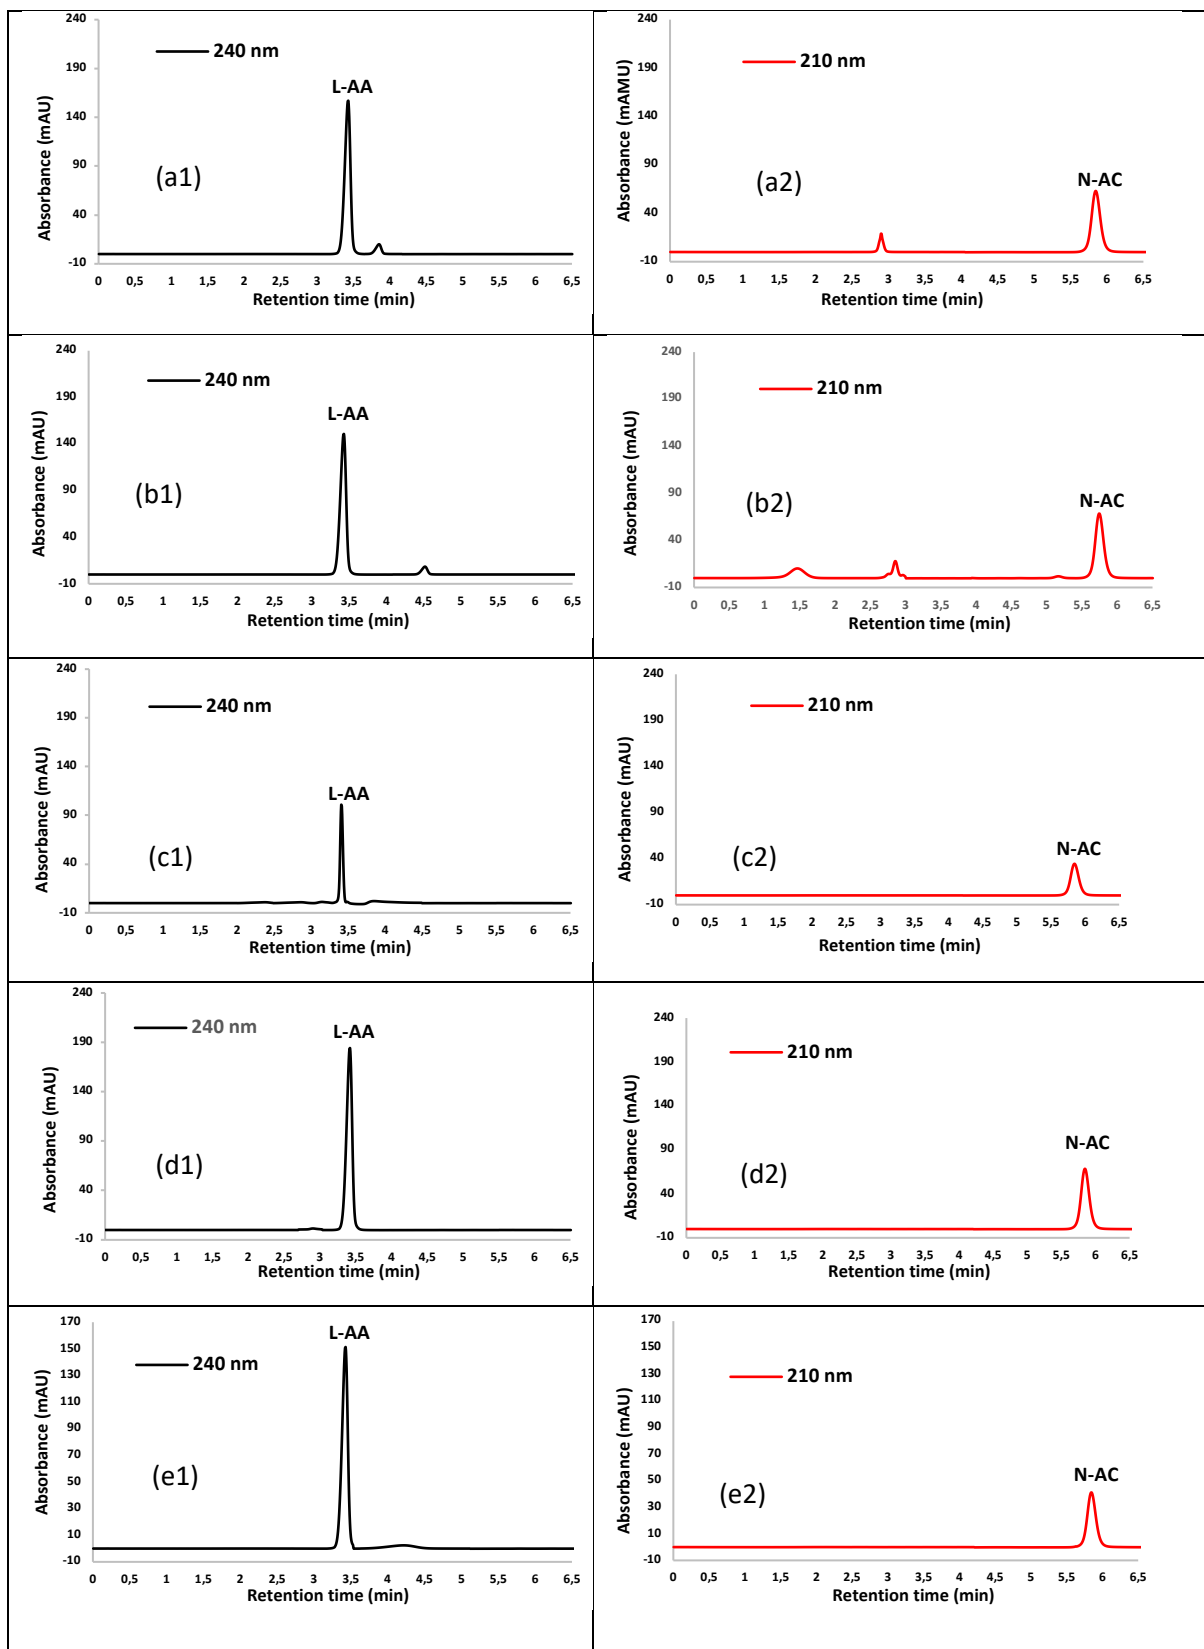 240
240 nm
190
L-AA
140
90
40
-10
(a1)
Absorbance (mAU)
0 0,5 1 1,5 2 2,5 3 3,5 4 4,5 5 5,5 6 6,5
Retention time (min)
240
210 nm
190
140
90
N-AC
40
-10
(a2)
Absorbance (mAMU)
0 0,5 1 1,5 2 2,5 3 3,5 4 4,5 5 5,5 6 6,5
Retention time (min)
240
240 nm
190
L-AA
140
90
40
-10
(b1)
Absorbance (mAU)
0 0,5 1 1,5 2 2,5 3 3,5 4 4,5 5 5,5 6 6,5
Retention time (min)
240
210 nm
190
140
90
N-AC
40
-10
(b2)
Absorbance (mAU)
0 0,5 1 1,5 2 2,5 3 3,5 4 4,5 5 5,5 6 6,5
Retention time (min)
240
240 nm
190
140
L-AA
90
40
-10
(c1)
Absorbance (mAU)
0 0,5 1 1,5 2 2,5 3 3,5 4 4,5 5 5,5 6 6,5
Retention time (min)
240
210 nm
190
140
90
N-AC
40
-10
(c2)
Absorbance (mAU)
0 0,5 1 1,5 2 2,5 3 3,5 4 4,5 5 5,5 6 6,5
Retention time (min)
240
240 nm
L-AA
190
140
90
40
-10
(d1)
Absorbance (mAU)
0 0,5 1 1,5 2 2,5 3 3,5 4 4,5 5 5,5 6 6,5
Retention time (min)
240
210 nm
190
140
90
N-AC
40
-10
(d2)
Absorbance (mAU)
0 0,5 1 1,5 2 2,5 3 3,5 4 4,5 5 5,5 6 6,5
Retention time (min)
170
L-AA
150
240 nm
130
110
90
70
50
30
10
-10
(e1)
Absorbance (mAU)
0 0,5 1 1,5 2 2,5 3 3,5 4 4,5 5 5,5 6 6,5
Retention time (min)
170
150
210 nm
130
110
90
70
N-AC
50
30
10
-10
(e2)
Absorbance (mAU)
0 0,5 1 1,5 2 2,5 3 3,5 4 4,5 5 5,5 6 6,5
Retention time (min)